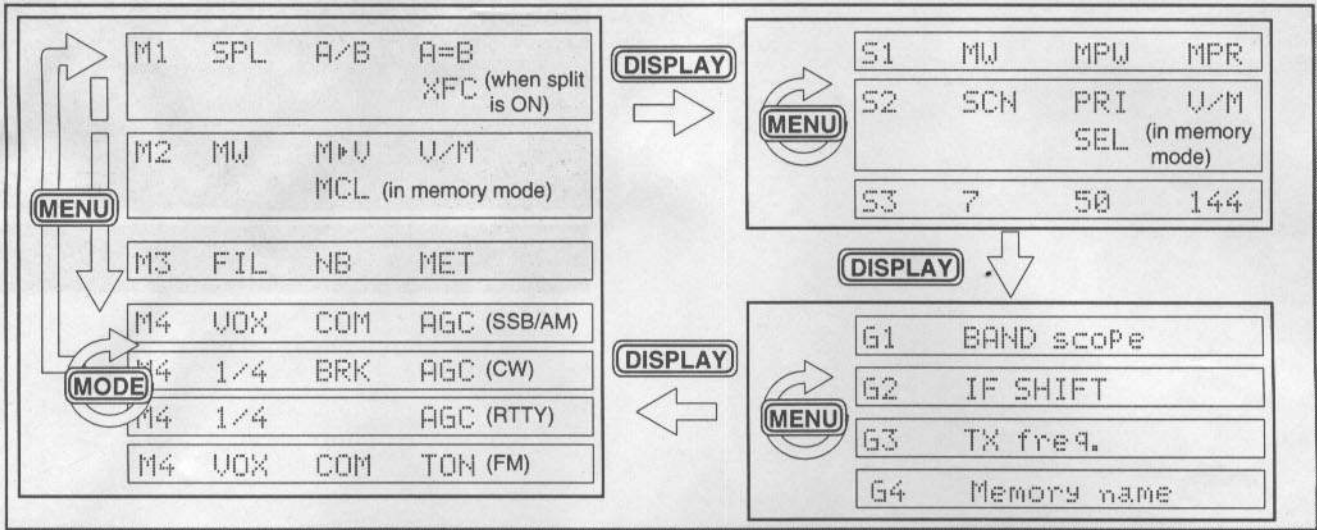 M1 SPL A/B A=B
XFC (when split
is ON)
M2 MW M▶V V/M
MCL (in memory mode)
MENU
M3 FIL NB MET
M4 VOX COM AGC (SSB/AM)
M4 1/4 BRK AGC (CW)
MODE
M4 1/4 AGC (RTTY)
M4 VOX COM TON (FM)
DISPLAY
S1 MW MPW MPR
MENU
S2 SCN PRI V/M
SEL (in memory
mode)
S3 7 50 144
DISPLAY
G1 BAND scope
G2 IF SHIFT
MENU
G3 TX freq.
G4 Memory name
DISPLAY